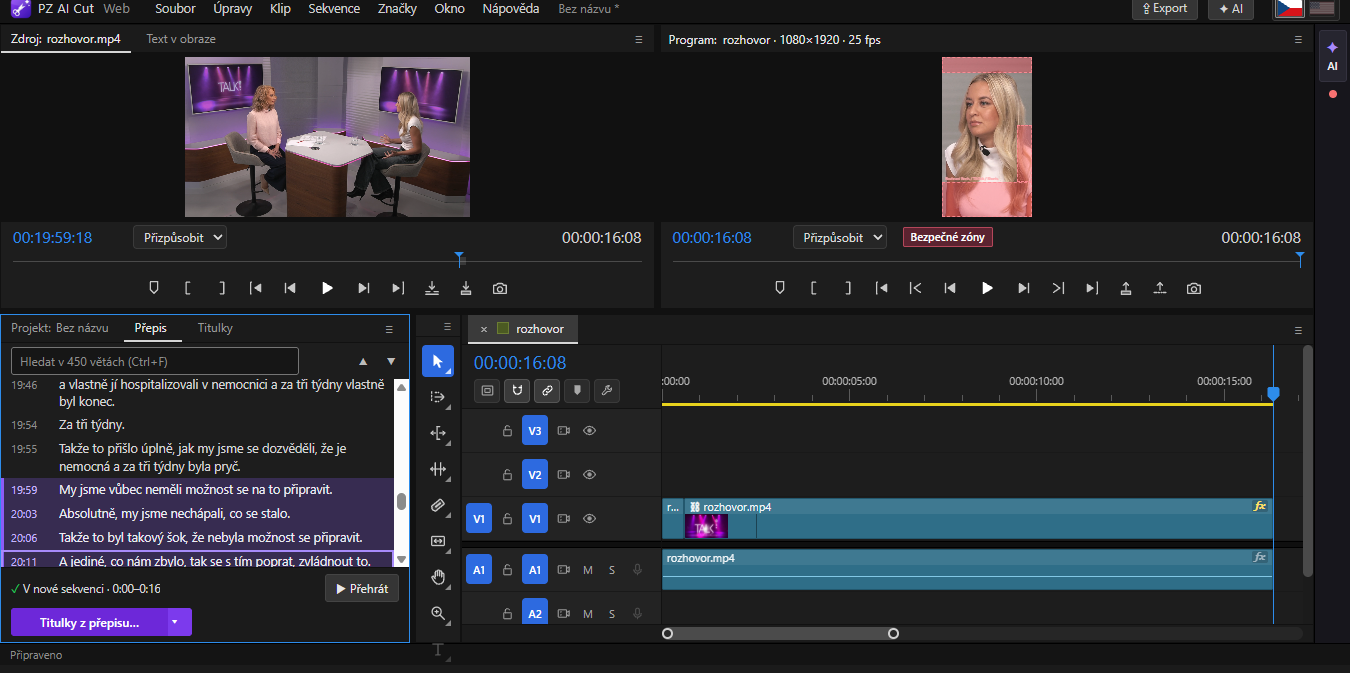 PZ AI Cut Web Soubor Úpravy Klip Sekvence Značky Okno Nápověda Bez názvu * Export AI
Zdroj: rozhovor.mp4 Text v obraze
Program: rozhovor · 1080×1920 · 25 fps
AI
TALK!
00:19:59:18 Přizpůsobit 00:00:16:08
00:00:16:08 Přizpůsobit Bezpečné zóny 00:00:16:08
Projekt: Bez názvu Přepis Titulky
Hledat v 450 větách (Ctrl+F)
19:46 a vlastně jí hospitalizovali v nemocnici a za tři týdny vlastně
byl konec.
19:54 Za tři týdny.
19:55 Takže to přišlo úplně, jak my jsme se dozvěděli, že je
nemocná a za tři týdny byla pryč.
19:59 My jsme vůbec neměli možnost se na to připravit.
20:03 Absolutně, my jsme nechápali, co se stalo.
20:06 Takže to byl takový šok, že nebyla možnost se připravit.
20:11 A jediné, co nám zbylo, tak se s tím poprat, zvládnout to.
✓ V nové sekvenci · 0:00–0:16 Přehrát
Titulky z přepisu...
Připraveno
T
× rozhovor
00:00:16:08
:00:00 00:00:05:00 00:00:10:00 00:00:15:00
V3
V2
V1 V1 r... rozhovor.mp4 fx
TALK
A1 A1 M S rozhovor.mp4 fx
A2 M S